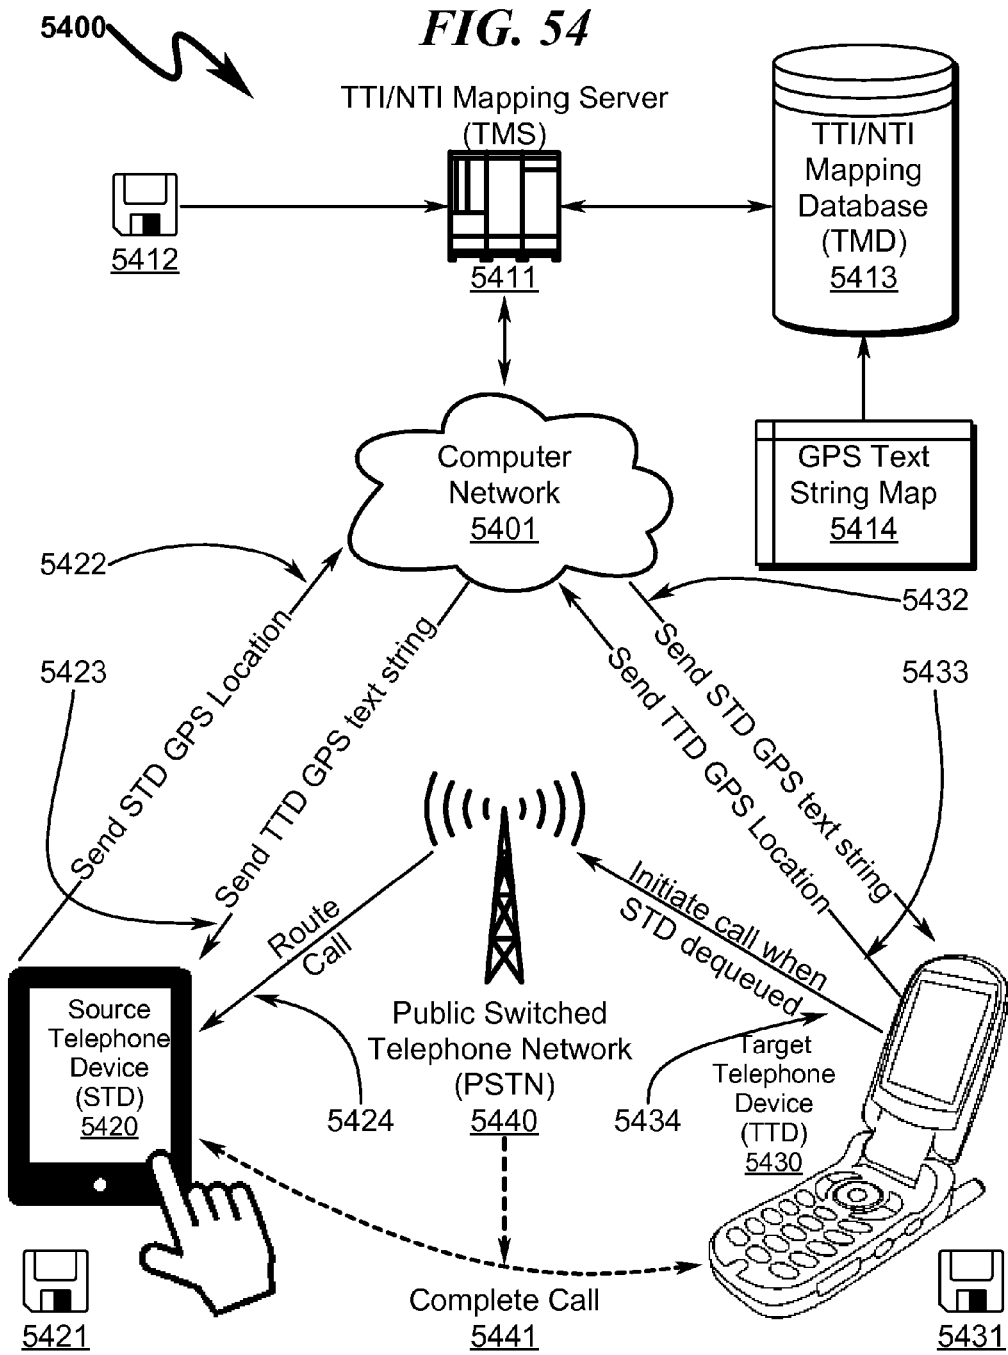 5400
FIG. 54
TTI/NTI Mapping Server
(TMS)
5411
5412
TTI/NTI
Mapping
Database
(TMD)
5413
Computer
Network
5401
GPS Text
String Map
5414
5422
5432
5423
5433
Send STD GPS Location
Send TTD GPS text string
Send STD GPS text string
Send TTD GPS Location
Route
Call
Initiate call when
STD dequeued
Source
Telephone
Device
(STD)
5420
Public Switched
Telephone Network
(PSTN)
5440
5424
5434
Target
Telephone
Device
(TTD)
5430
Complete Call
5441
5421
5431